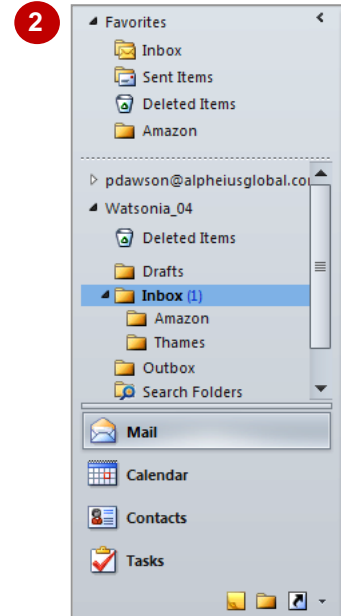 2
Favorites
Inbox
Sent Items
Deleted Items
Amazon
pdawson@alpheiusglobal.co
Watsonia_04
Deleted Items
Drafts
Inbox (1)
Amazon
Thames
Outbox
Search Folders
Mail
Calendar
Contacts
Tasks